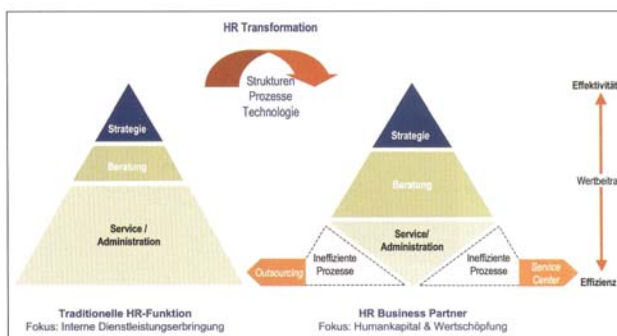 HR Transformation
Strukturen
Prozesse
Technologie
Strategie
Beratung
Service /
Administration
Strategie
Beratung
Service/
Administration
Ineffiziente
Prozesse
Ineffiziente
Prozesse
Outsourcing
Service
Center
Effektivität
Wertbeitrag
Effizienz
Traditionelle HR-Funktion
Fokus: Interne Dienstleistungserbringung
HR Business Partner
Fokus: Humankapital & Wertschöpfung